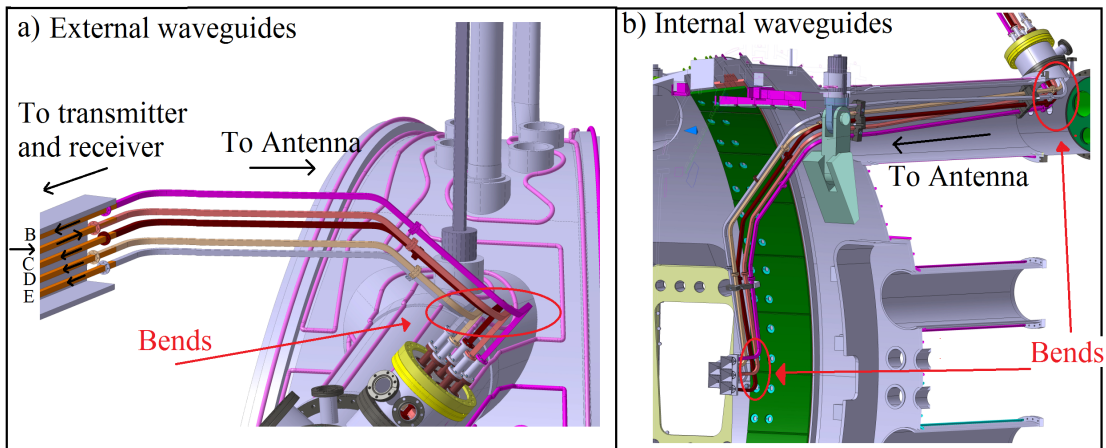 a) External waveguides
To transmitter
and receiver
To Antenna
B
C
D
E
Bends
b) Internal waveguides
To Antenna
Bends